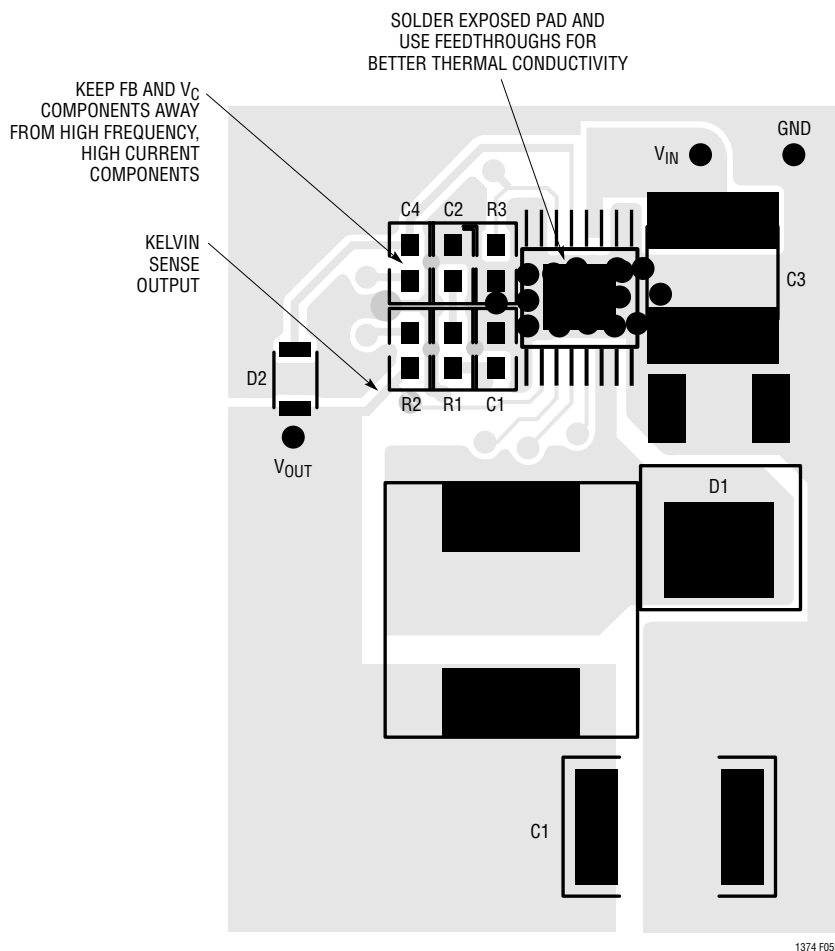 SOLDER EXPOSED PAD AND
USE FEEDTHROUGHS FOR
BETTER THERMAL CONDUCTIVITY
KEEP FB AND VC
COMPONENTS AWAY
FROM HIGH FREQUENCY,
HIGH CURRENT
COMPONENTS
GND
VIN
C4
C2
R3
KELVIN
SENSE
OUTPUT
C3
D2
R2
R1
C1
VOUT
D1
C1
1374 F05